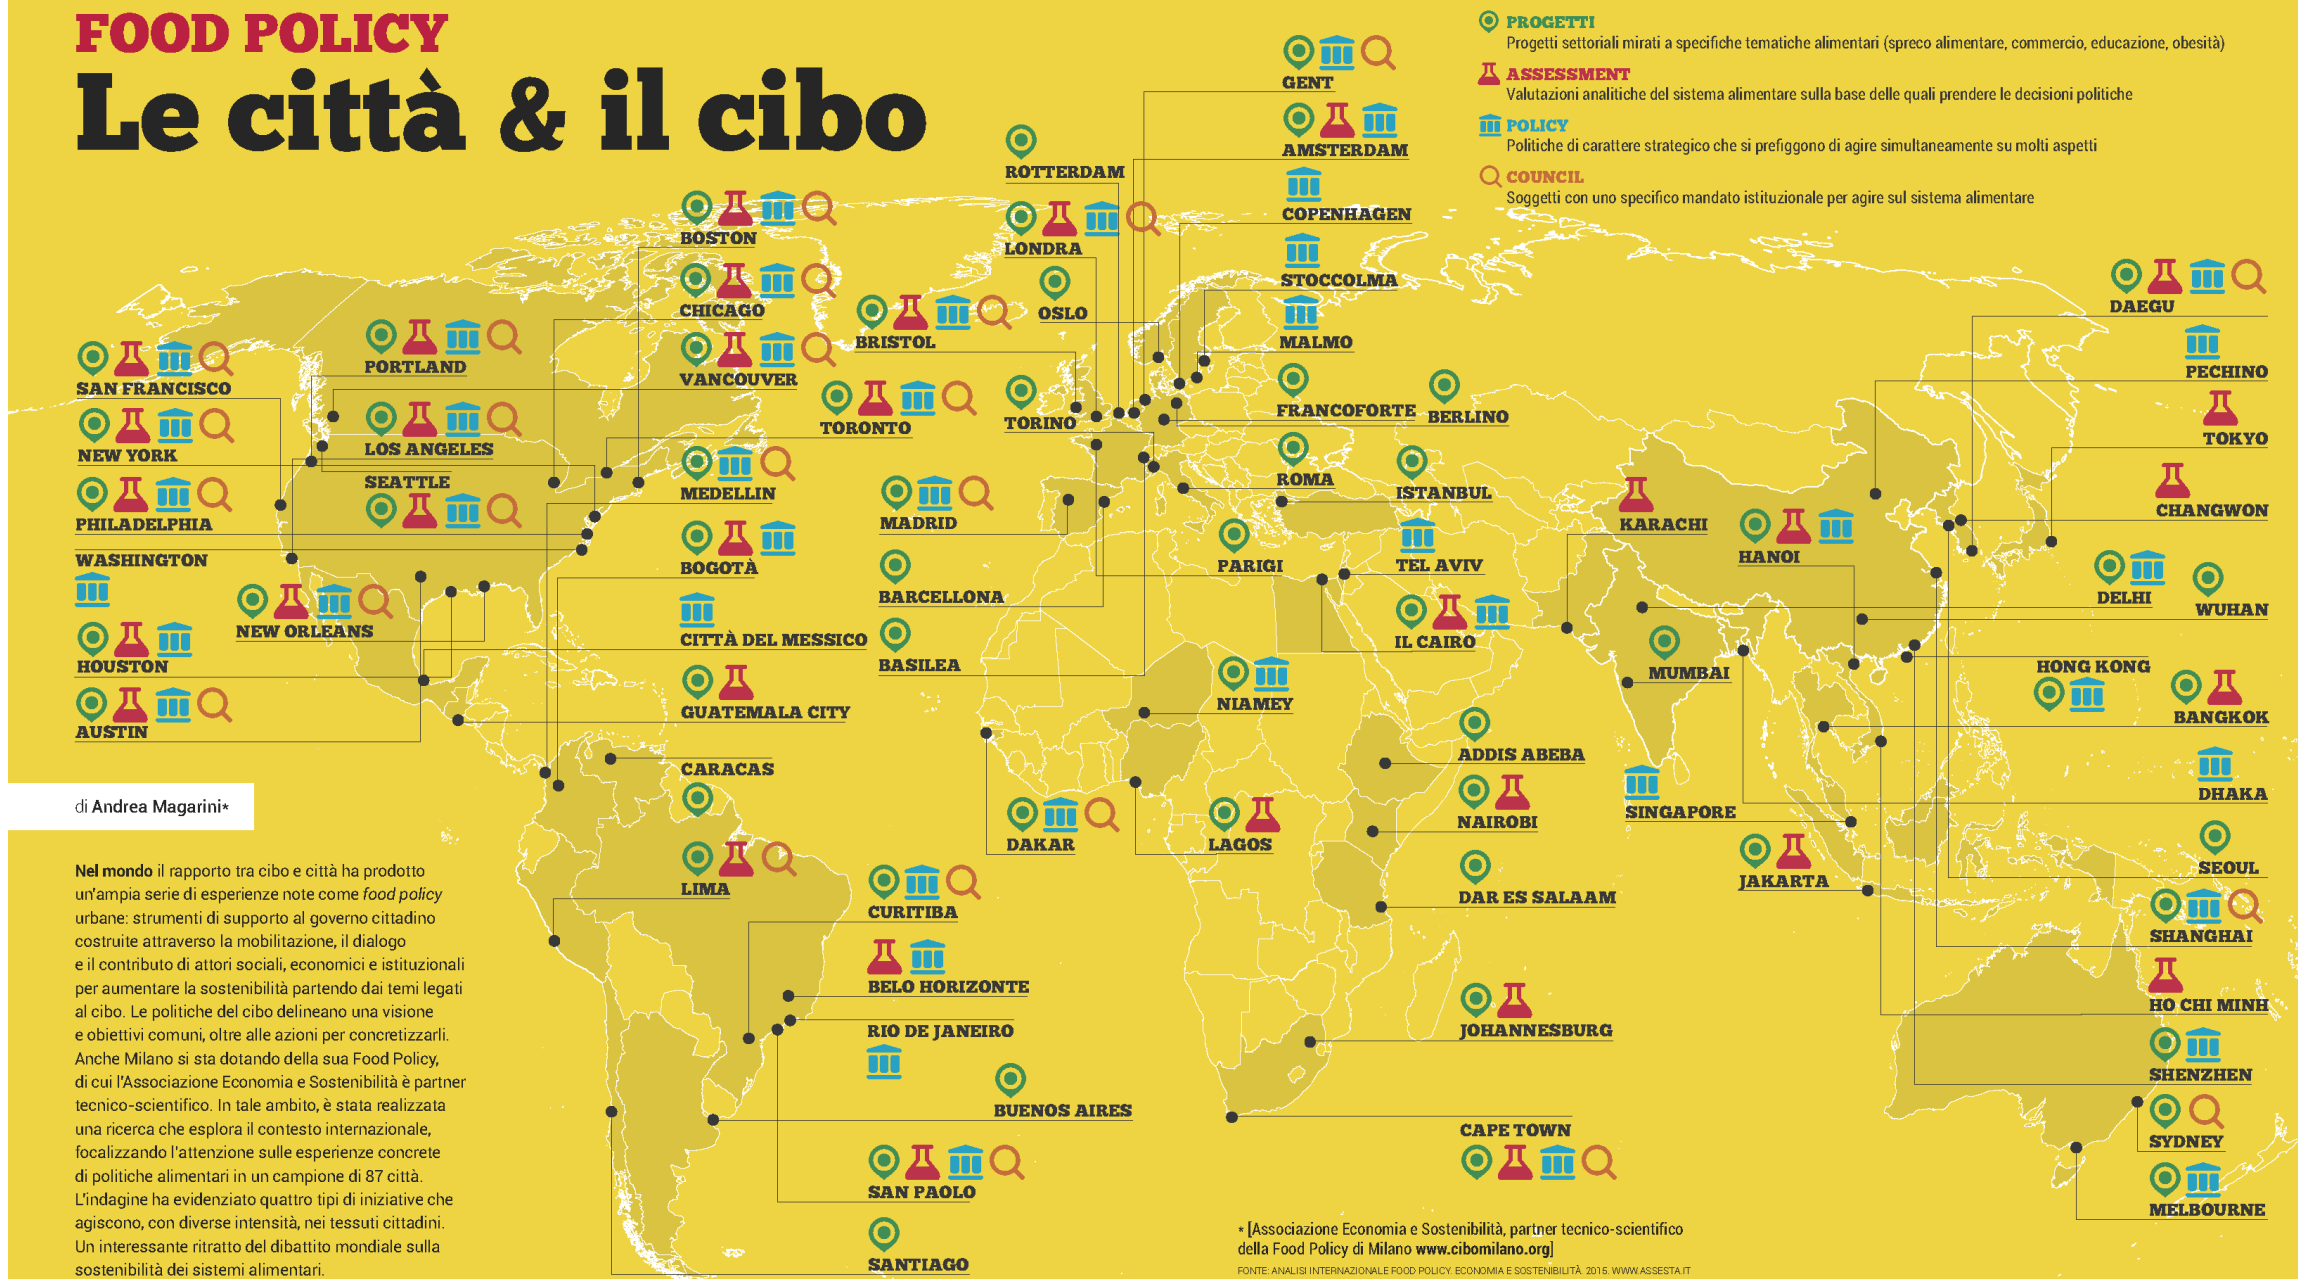 FOOD POLICY
Le città & il cibo
PROGETTI
Progetti settoriali mirati a specifiche tematiche alimentari (spreco alimentare, commercio, educazione, obesità)
ASSESSMENT
Valutazioni analitiche del sistema alimentare sulla base delle quali prendere le decisioni politiche
POLICY
Politiche di carattere strategico che si prefiggono di agire simultaneamente su molti aspetti
COUNCIL
Soggetti con uno specifico mandato istituzionale per agire sul sistema alimentare
SAN FRANCISCO
NEW YORK
PHILADELPHIA
WASHINGTON
HOUSTON
AUSTIN
NEW ORLEANS
PORTLAND
LOS ANGELES
SEATTLE
BOSTON
CHICAGO
VANCOUVER
TORONTO
MEDELLIN
BOGOTÀ
CITTÀ DEL MESSICO
GUATEMALA CITY
CARACAS
LIMA
CURITIBA
BELO HORIZONTE
RIO DE JANEIRO
BUENOS AIRES
SAN PAOLO
SANTIAGO
ROTTERDAM
LONDRA
OSLO
BRISTOL
TORINO
MADRID
BARCELLONA
BASILEA
GENT
AMSTERDAM
COPENHAGEN
STOCCOLMA
MALMO
FRANCOFORTE
BERLINO
ROMA
ISTANBUL
PARIGI
TEL AVIV
IL CAIRO
NIAMEY
DAKAR
LAGOS
ADDIS ABEBA
NAIROBI
DAR ES SALAAM
JOHANNESBURG
CAPE TOWN
KARACHI
HANOI
MUMBAI
SINGAPORE
JAKARTA
DAEGU
PECHINO
TOKYO
CHANGWON
DELHI
WUHAN
HONG KONG
BANGKOK
DHAKA
SEOUL
SHANGHAI
HO CHI MINH
SHENZHEN
SYDNEY
MELBOURNE
di Andrea Magarini*
Nel mondo il rapporto tra cibo e città ha prodotto
un'ampia serie di esperienze note come food policy
urbane: strumenti di supporto al governo cittadino
costruite attraverso la mobilitazione, il dialogo
e il contributo di attori sociali, economici e istituzionali
per aumentare la sostenibilità partendo dai temi legati
al cibo. Le politiche del cibo delineano una visione
e obiettivi comuni, oltre alle azioni per concretizzarli.
Anche Milano si sta dotando della sua Food Policy,
di cui l'Associazione Economia e Sostenibilità è partner
tecnico-scientifico. In tale ambito, è stata realizzata
una ricerca che esplora il contesto internazionale,
focalizzando l'attenzione sulle esperienze concrete
di politiche alimentari in un campione di 87 città.
L'indagine ha evidenziato quattro tipi di iniziative che
agiscono, con diverse intensità, nei tessuti cittadini.
Un interessante ritratto del dibattito mondiale sulla
sostenibilità dei sistemi alimentari.
* [Associazione Economia e Sostenibilità, partner tecnico-scientifico
della Food Policy di Milano www.cibomilano.org]
FONTE: ANALISI INTERNAZIONALE FOOD POLICY. ECONOMIA E SOSTENIBILITÀ. 2015. WWW.ASSESTA.IT